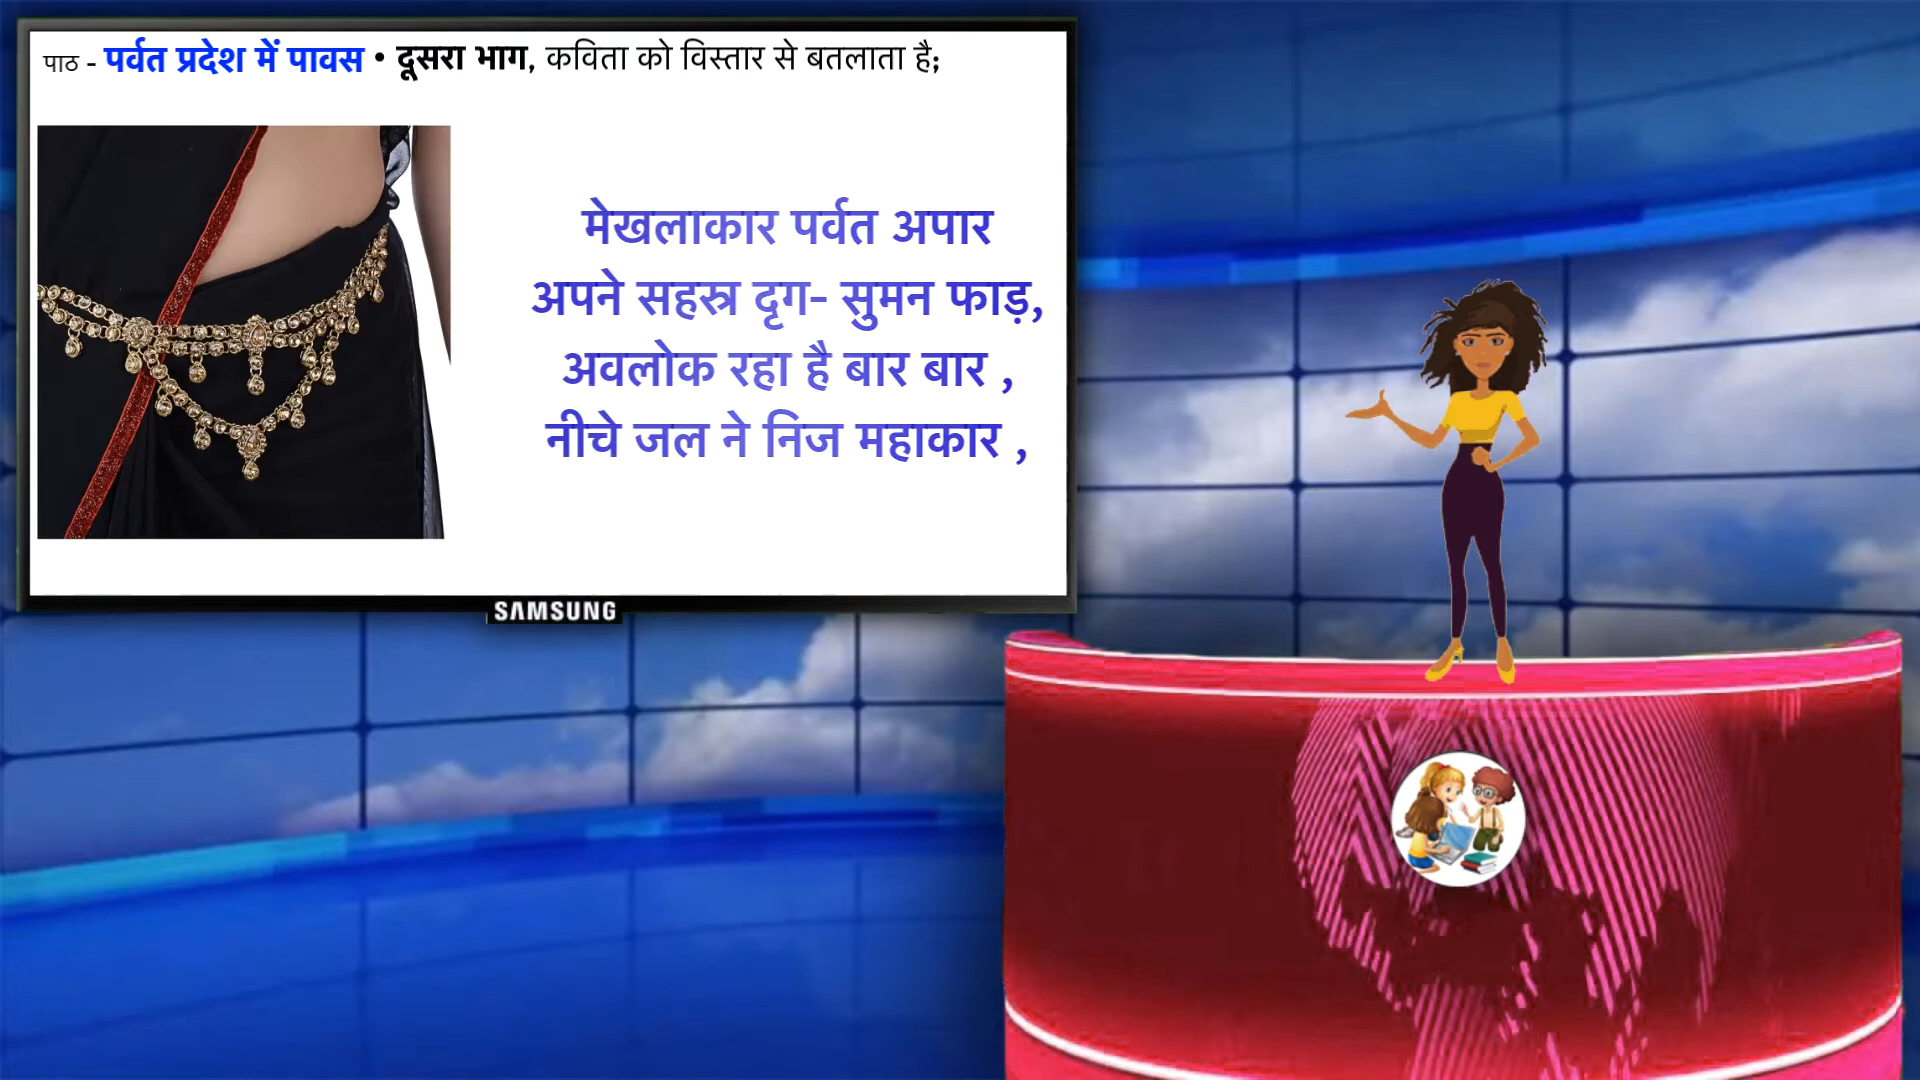 पाठ - पर्वत प्रदेश में पावस • दूसरा भाग, कविता को विस्तार से बतलाता है;
मेखलाकार पर्वत अपार
अपने सहस्र दृग- सुमन फाड़,
अवलोक रहा है बार बार ,
नीचे जल ने निज महाकार ,
SAMSUNG